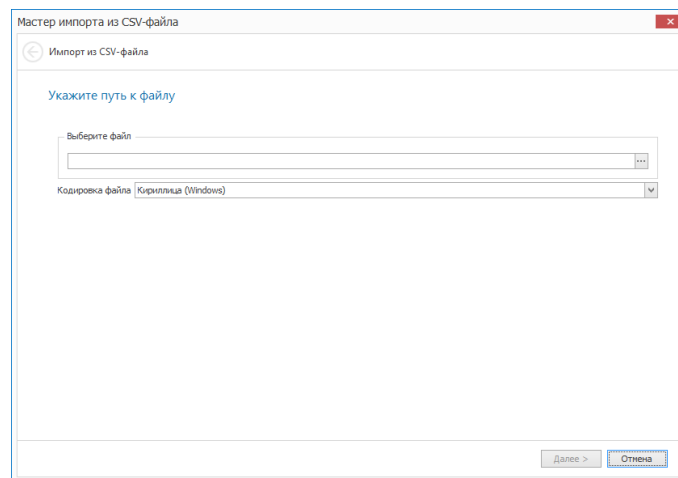 Мастер импорта из CSV-файла
Импорт из CSV-файла
Укажите путь к файлу
Выберите файл
...
Кодировка файла Кириллица (Windows)
Далее > Отмена